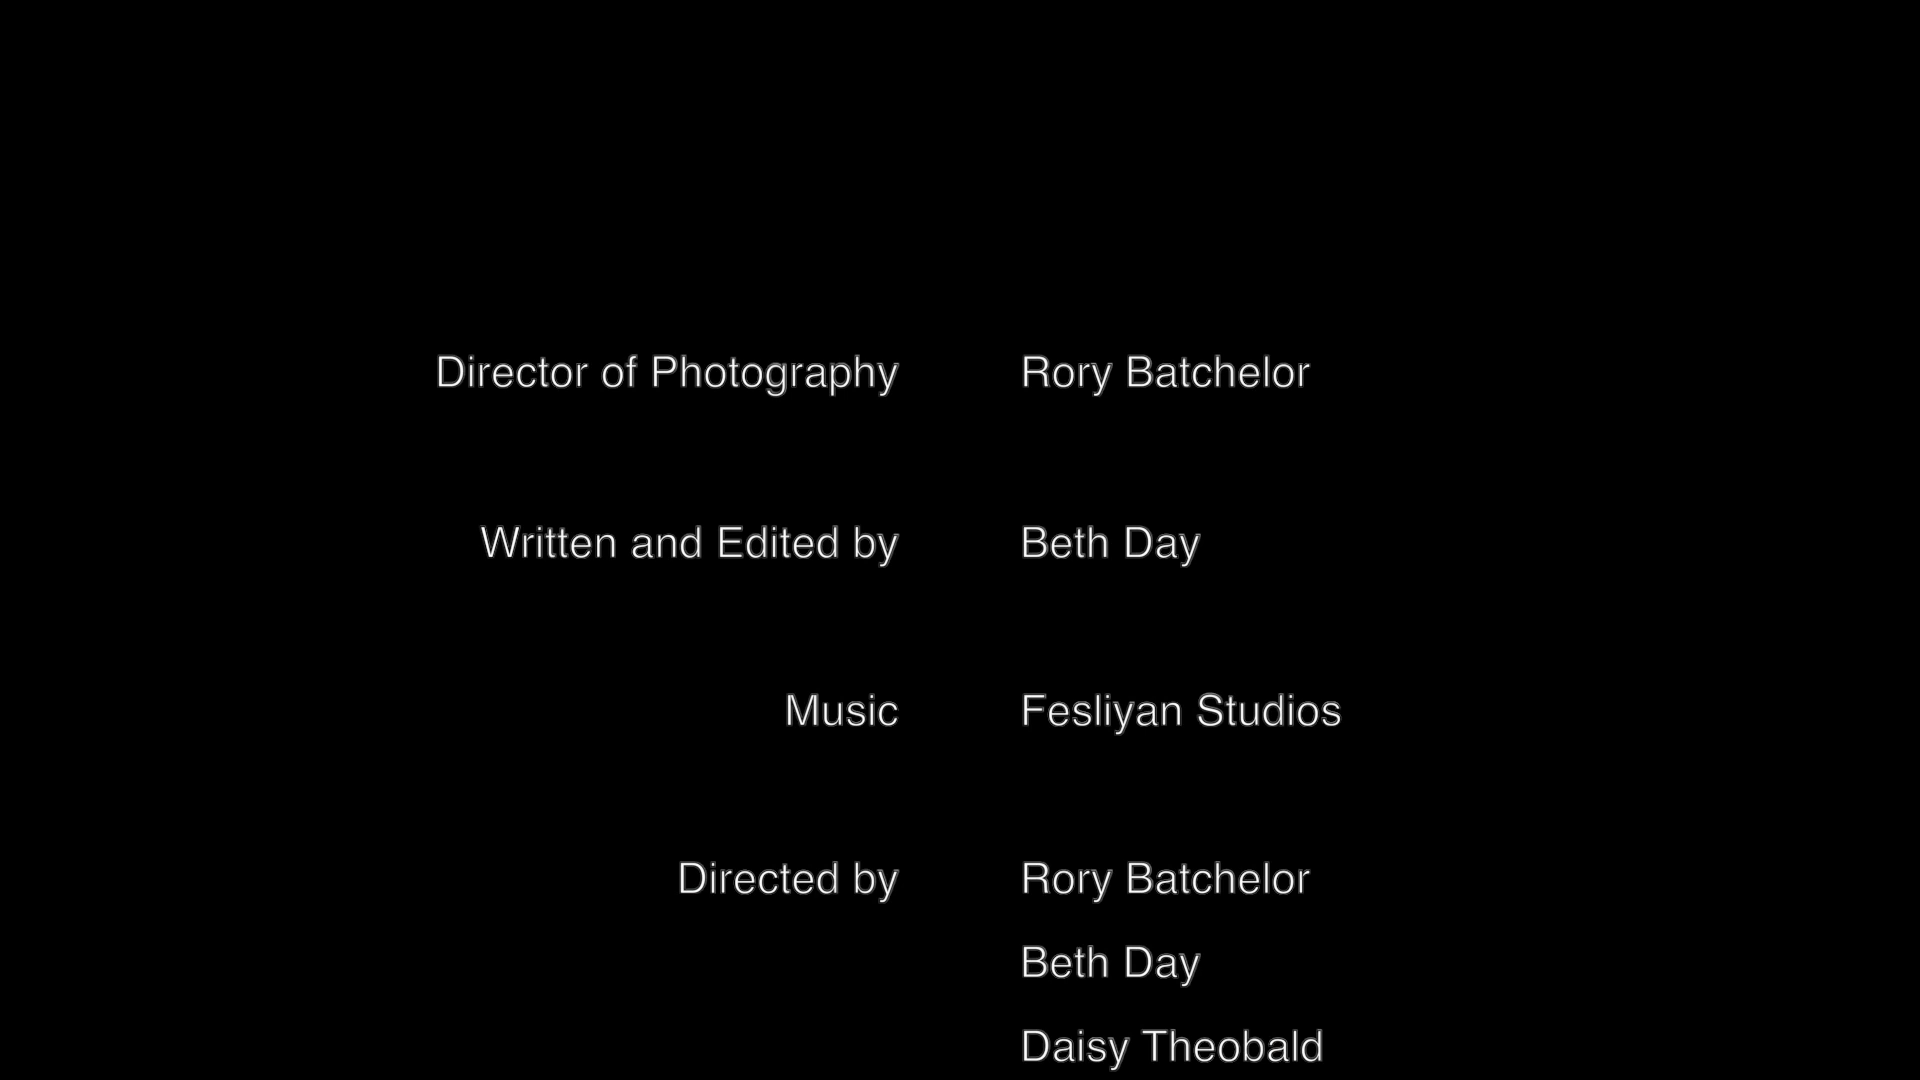 Director of Photography Rory Batchelor
Written and Edited by Beth Day
Music Fesliyan Studios
Directed by Rory Batchelor
Beth Day
Daisy Theobald